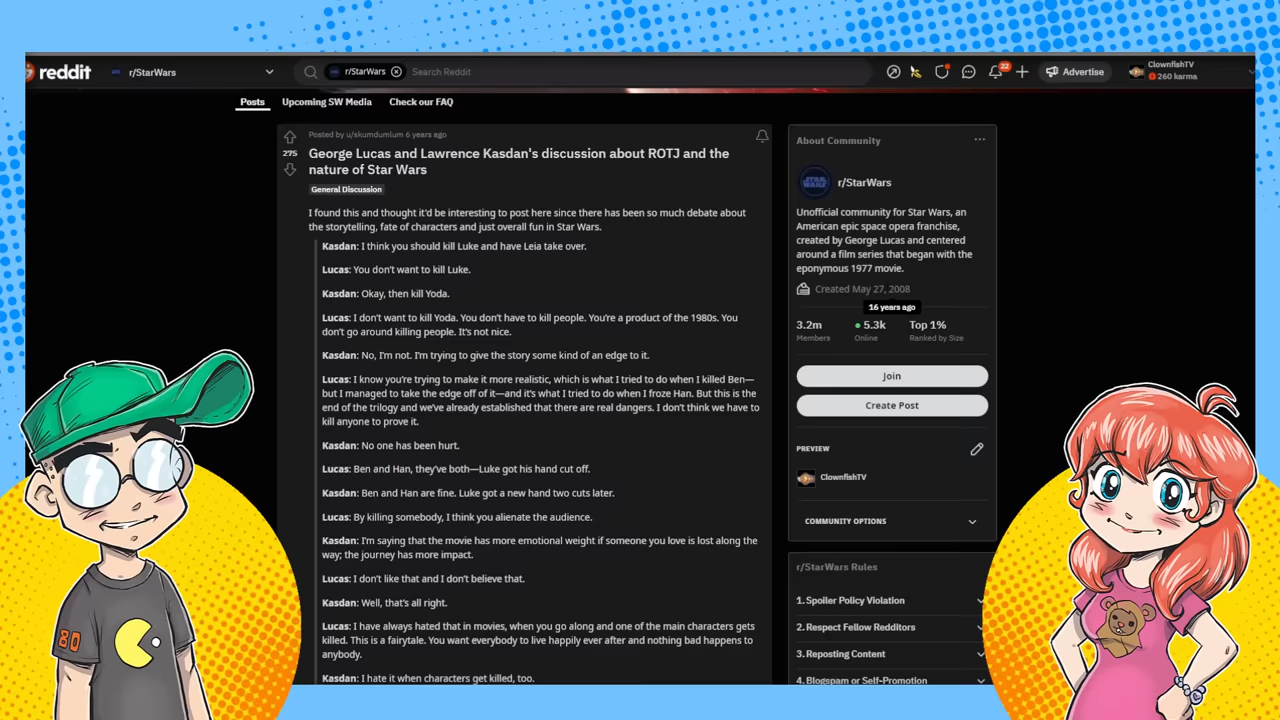 reddit
r/StarWars
r/StarWars
Search Reddit
22
Advertise
ClownfishTV
260 karma
Posts
Upcoming SW Media
Check our FAQ
275
Posted by u/skumdumlum 6 years ago
George Lucas and Lawrence Kasdan's discussion about ROTJ and the
nature of Star Wars
General Discussion
I found this and thought it'd be interesting to post here since there has been so much debate about
the storytelling, fate of characters and just overall fun in Star Wars.
Kasdan: I think you should kill Luke and have Leia take over.
Lucas: You don't want to kill Luke.
Kasdan: Okay, then kill Yoda.
Lucas: I don't want to kill Yoda. You don't have to kill people. You're a product of the 1980s. You
don't go around killing people. It's not nice.
Kasdan: No, I'm not. I'm trying to give the story some kind of an edge to it.
Lucas: I know you're trying to make it more realistic, which is what I tried to do when I killed Ben—
but I managed to take the edge off of it—and it's what I tried to do when I froze Han. But this is the
end of the trilogy and we've already established that there are real dangers. I don't think we have to
kill anyone to prove it.
Kasdan: No one has been hurt.
Lucas: Ben and Han, they've both—Luke got his hand cut off.
Kasdan: Ben and Han are fine. Luke got a new hand two cuts later.
Lucas: By killing somebody, I think you alienate the audience.
Kasdan: I'm saying that the movie has more emotional weight if someone you love is lost along the
way; the journey has more impact.
Lucas: I don't like that and I don't believe that.
Kasdan: Well, that's all right.
Lucas: I have always hated that in movies, when you go along and one of the main characters gets
killed. This is a fairytale. You want everybody to live happily ever after and nothing bad happens to
anybody.
Kasdan: I hate it when characters get killed, too.
About Community
STAR
WARS
r/StarWars
Unofficial community for Star Wars, an
American epic space opera franchise,
created by George Lucas and centered
around a film series that began with the
eponymous 1977 movie.
Created May 27, 2008
16 years ago
3.2m
5.3k
Top 1%
Members
Online
Ranked by Size
Join
Create Post
PREVIEW
ClownfishTV
COMMUNITY OPTIONS
r/StarWars Rules
1. Spoiler Policy Violation
2. Respect Fellow Redditors
3. Reporting Content
4. Blogspam or Self-Promotion
80